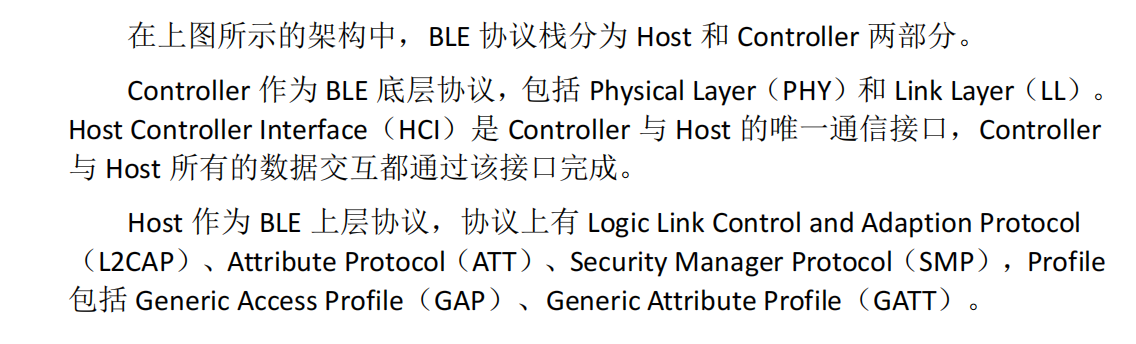 在上图所示的架构中，BLE 协议栈分为 Host 和 Controller 两部分。
Controller 作为 BLE 底层协议，包括 Physical Layer（PHY）和 Link Layer（LL）。
Host Controller Interface（HCI）是 Controller 与 Host 的唯一通信接口，Controller
与 Host 所有的数据交互都通过该接口完成。
Host 作为 BLE 上层协议，协议上有 Logic Link Control and Adaption Protocol
（L2CAP）、Attribute Protocol（ATT）、Security Manager Protocol（SMP），Profile
包括 Generic Access Profile（GAP）、Generic Attribute Profile（GATT）。